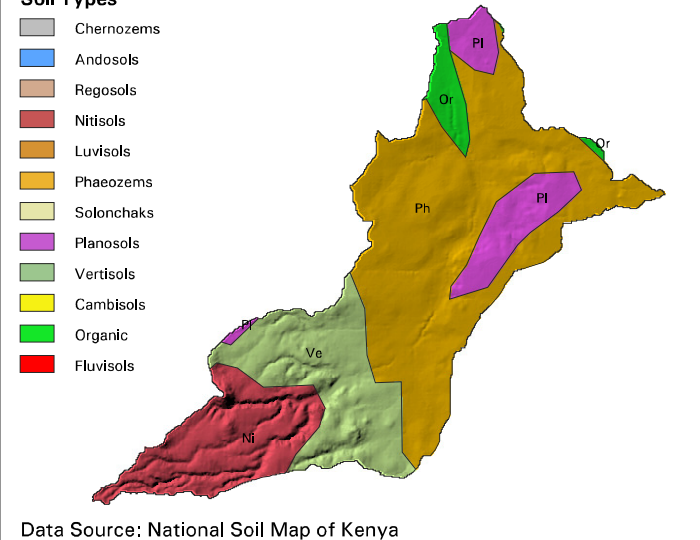 Soil Types
Chernozems
Andosols
Regosols
Nitisols
Luvisols
Phaeozems
Solonchaks
Planosols
Vertisols
Cambisols
Organic
Fluvisols
Pl
Or
Or
Pl
Ph
Pl
Ve
Ni
Data Source: National Soil Map of Kenya